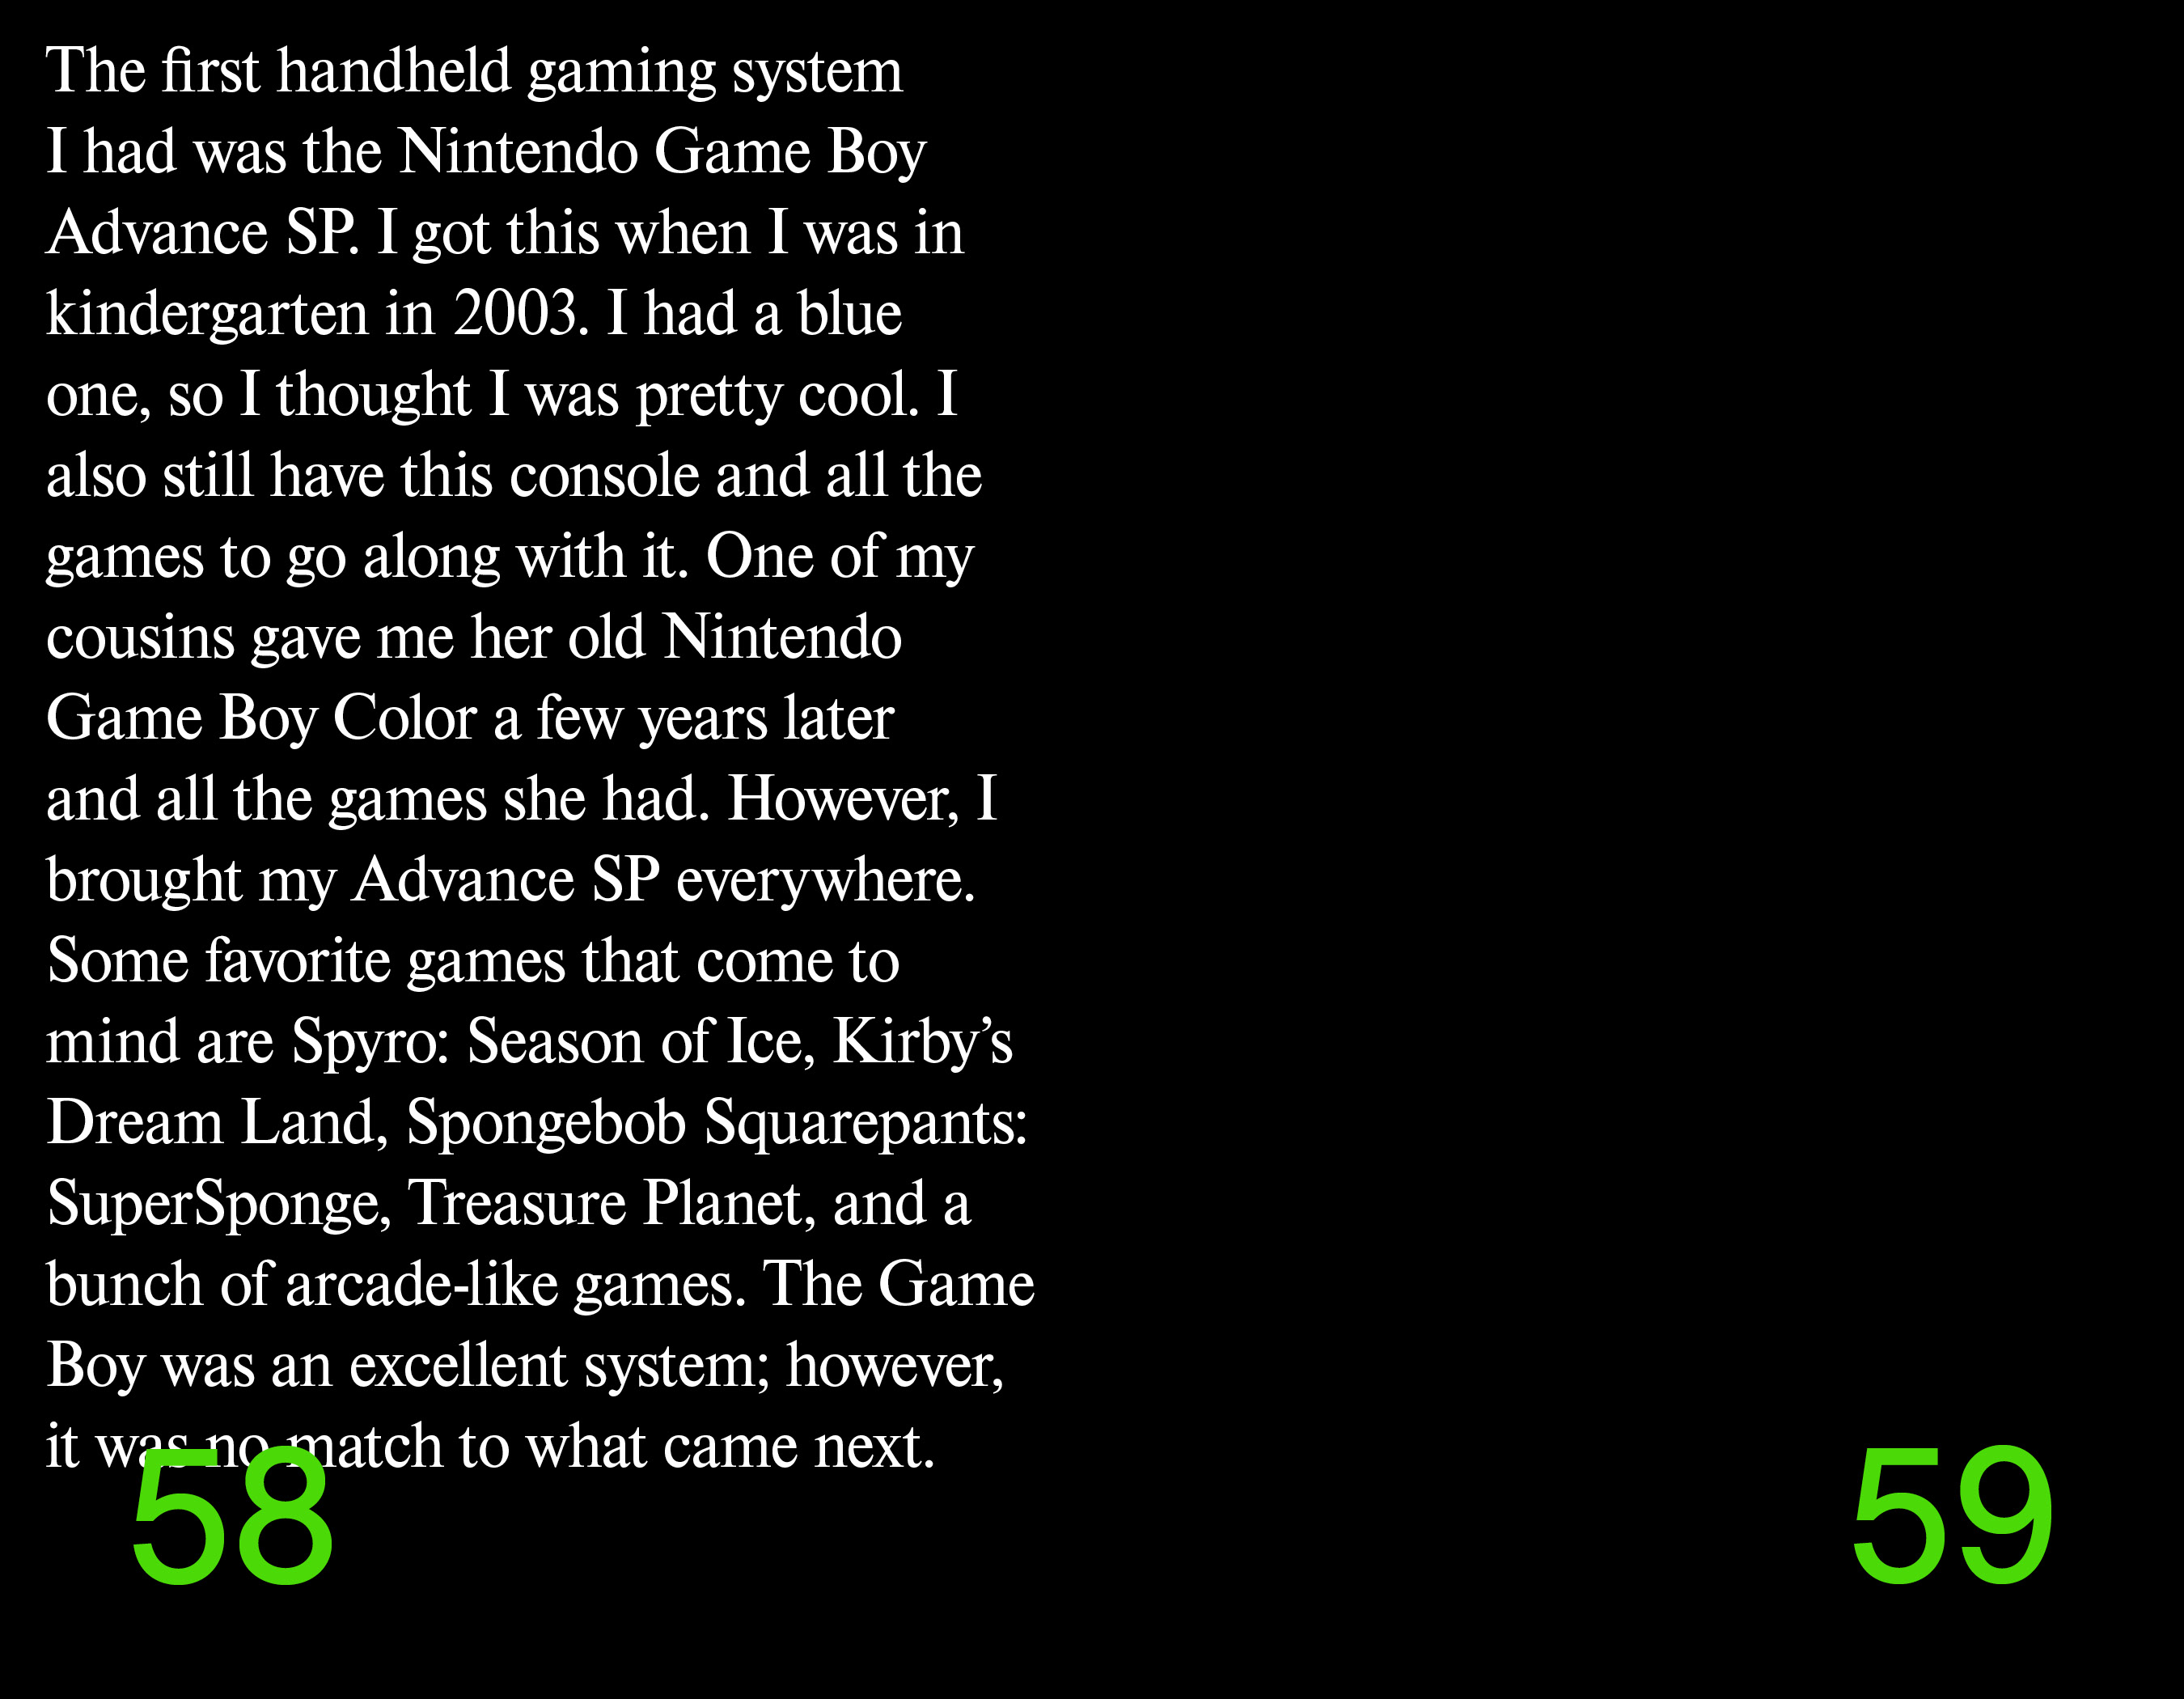 The first handheld gaming system
I had was the Nintendo Game Boy
Advance SP. I got this when I was in
kindergarten in 2003. I had a blue
one, so I thought I was pretty cool. I
also still have this console and all the
games to go along with it. One of my
cousins gave me her old Nintendo
Game Boy Color a few years later
and all the games she had. However, I
brought my Advance SP everywhere.
Some favorite games that come to
mind are Spyro: Season of Ice, Kirby’s
Dream Land, Spongebob Squarepants:
SuperSponge, Treasure Planet, and a
bunch of arcade-like games. The Game
Boy was an excellent system; however,
it was no match to what came next.
58
59